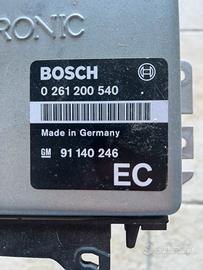 RONIC
BOSCH
0 261 200 540
Made in Germany
GM 91 140 246
EC